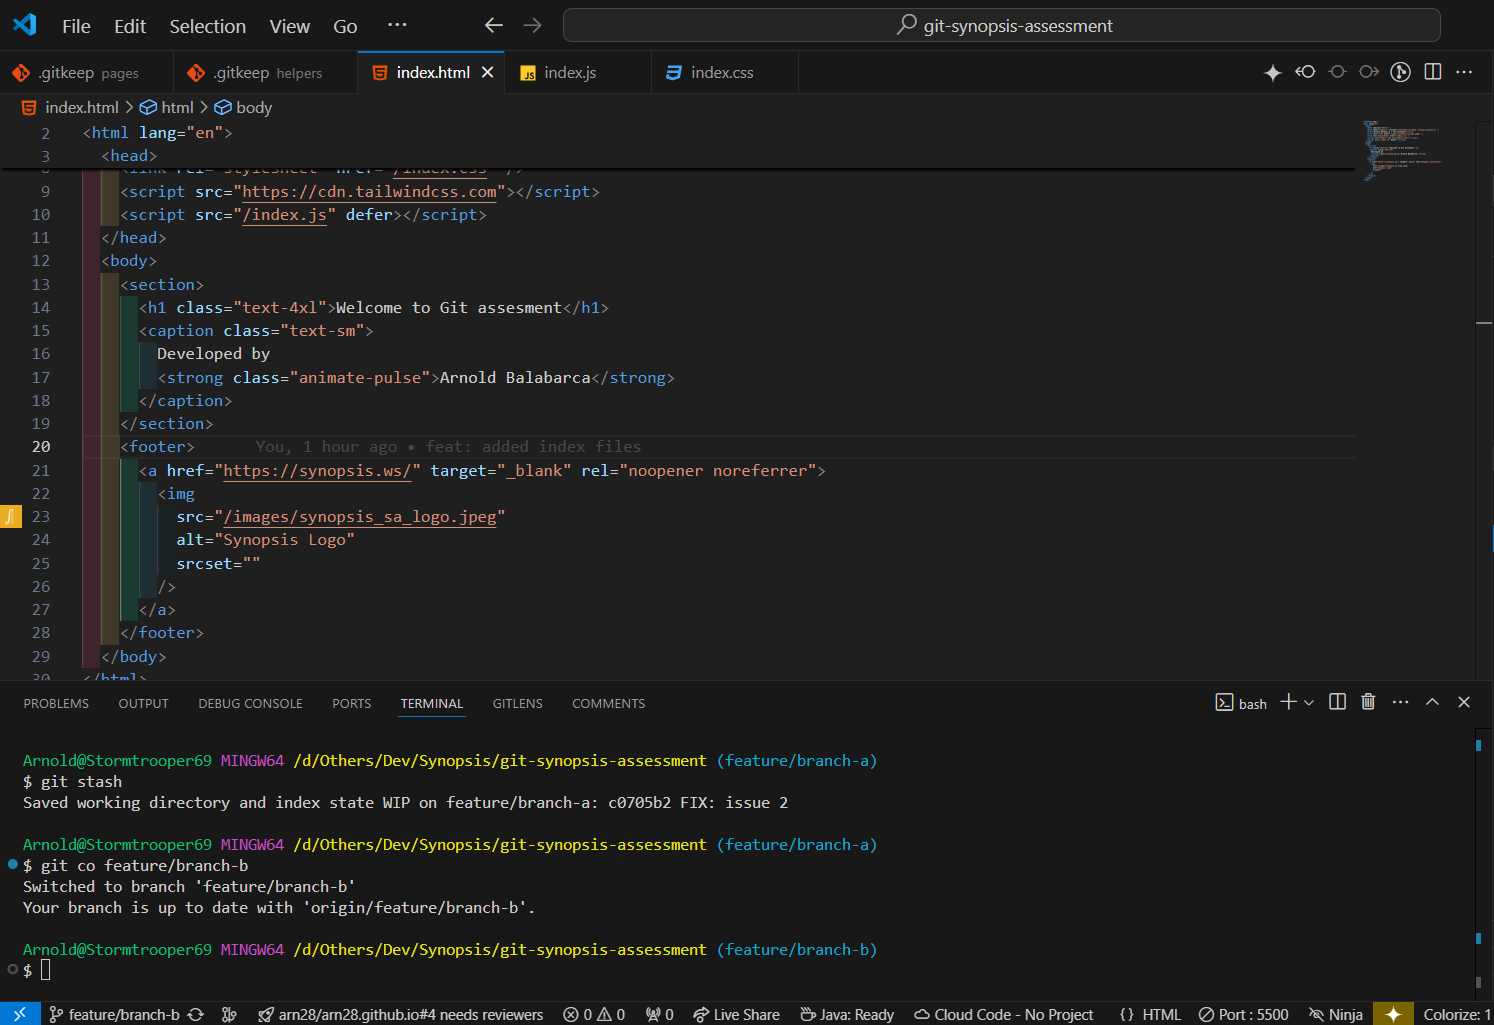 File Edit Selection View Go ··· git-synopsis-assessment
.gitkeep pages .gitkeep helpers index.html index.js index.css
index.html > html > body
2 <html lang="en">
3 <head>
<link rel="stylesheet" href="/index.css" />
9 <script src="https://cdn.tailwindcss.com"></script>
10 <script src="/index.js" defer></script>
11 </head>
12 <body>
13 <section>
14 <h1 class="text-4xl">Welcome to Git assesment</h1>
15 <caption class="text-sm">
16 Developed by
17 <strong class="animate-pulse">Arnold Balabarca</strong>
18 </caption>
19 </section>
20 <footer> You, 1 hour ago • feat: added index files
21 <a href="https://synopsis.ws/" target="_blank" rel="noopener noreferrer">
22 <img
23 src="/images/synopsis_sa_logo.jpeg"
24 alt="Synopsis Logo"
25 srcset=""
26 />
27 </a>
28 </footer>
29 </body>
30 </html>
PROBLEMS OUTPUT DEBUG CONSOLE PORTS TERMINAL GITLENS COMMENTS bash
Arnold@Stormtrooper69 MINGW64 /d/Others/Dev/Synopsis/git-synopsis-assessment (feature/branch-a)
$ git stash
Saved working directory and index state WIP on feature/branch-a: c0705b2 FIX: issue 2
Arnold@Stormtrooper69 MINGW64 /d/Others/Dev/Synopsis/git-synopsis-assessment (feature/branch-a)
$ git co feature/branch-b
Switched to branch 'feature/branch-b'
Your branch is up to date with 'origin/feature/branch-b'.
Arnold@Stormtrooper69 MINGW64 /d/Others/Dev/Synopsis/git-synopsis-assessment (feature/branch-b)
$
feature/branch-b arn28/arn28.github.io#4 needs reviewers 0 0 0 Live Share Java: Ready Cloud Code - No Project {} HTML Port : 5500 Ninja Colorize: 1